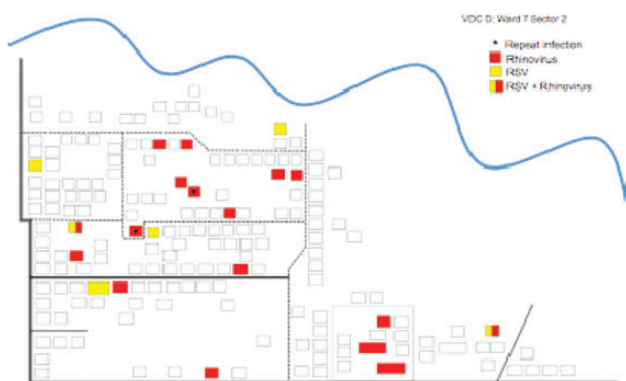 VDC D: Ward 7 Sector 2
Repeat infection
Rhinovirus
RSV
RSV + Rhinovirus